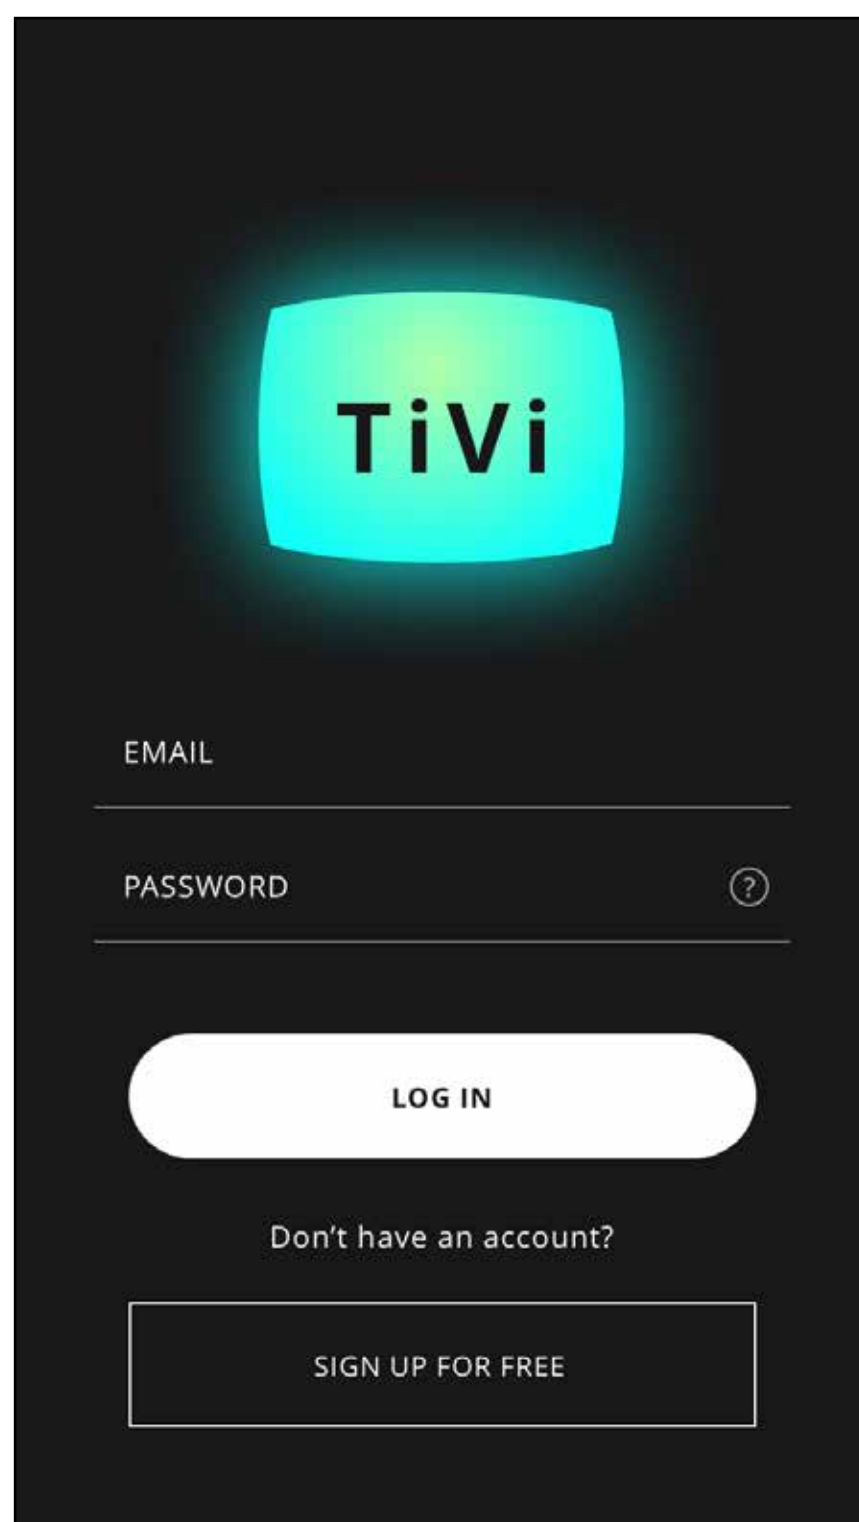 TiVi
EMAIL
PASSWORD ?
LOG IN
Don't have an account?
SIGN UP FOR FREE